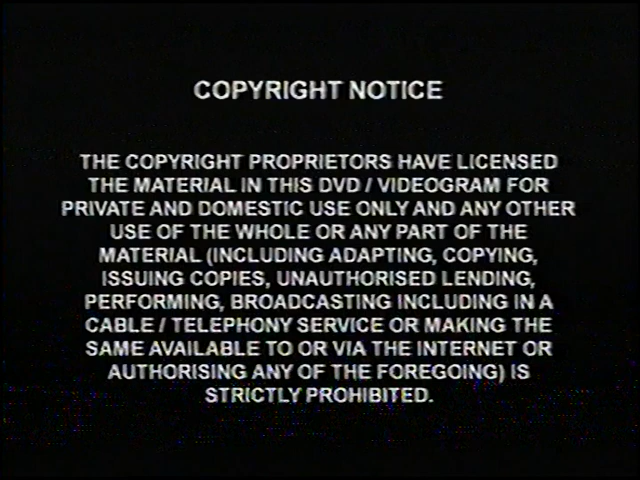 COPYRIGHT NOTICE
THE COPYRIGHT PROPRIETORS HAVE LICENSED
THE MATERIAL IN THIS DVD / VIDEOGRAM FOR
PRIVATE AND DOMESTIC USE ONLY AND ANY OTHER
USE OF THE WHOLE OR ANY PART OF THE
MATERIAL (INCLUDING ADAPTING, COPYING,
ISSUING COPIES, UNAUTHORISED LENDING,
PERFORMING, BROADCASTING INCLUDING IN A
CABLE / TELEPHONY SERVICE OR MAKING THE
SAME AVAILABLE TO OR VIA THE INTERNET OR
AUTHORISING ANY OF THE FOREGOING) IS
STRICTLY PROHIBITED.